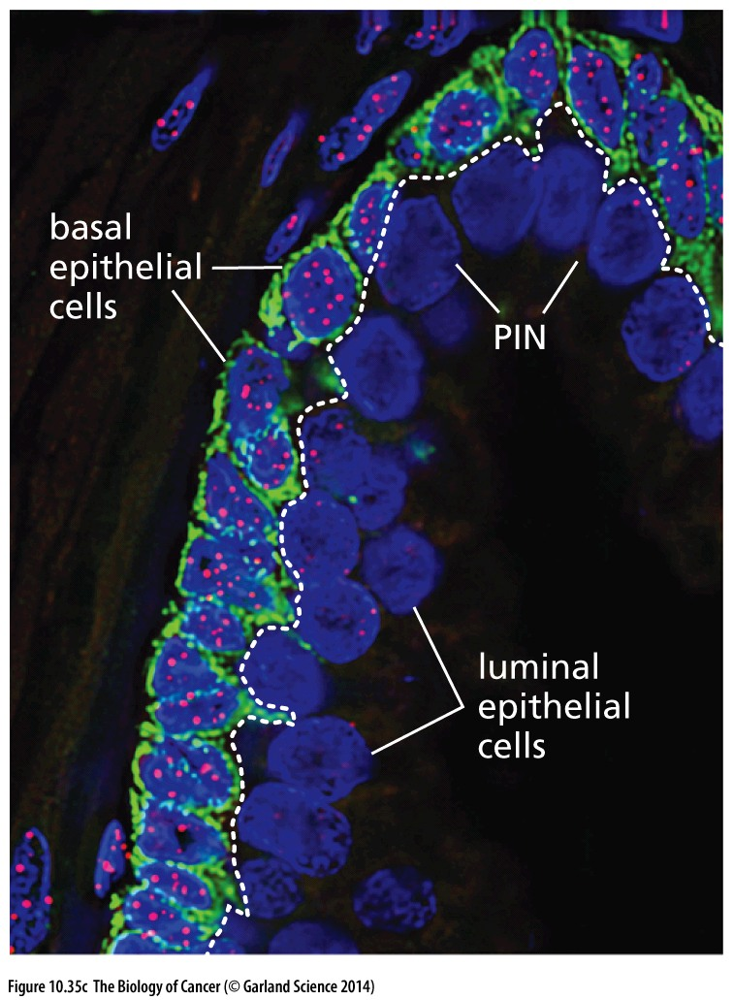 basal
epithelial
cells
PIN
luminal
epithelial
cells
Figure 10.35c The Biology of Cancer (© Garland Science 2014)